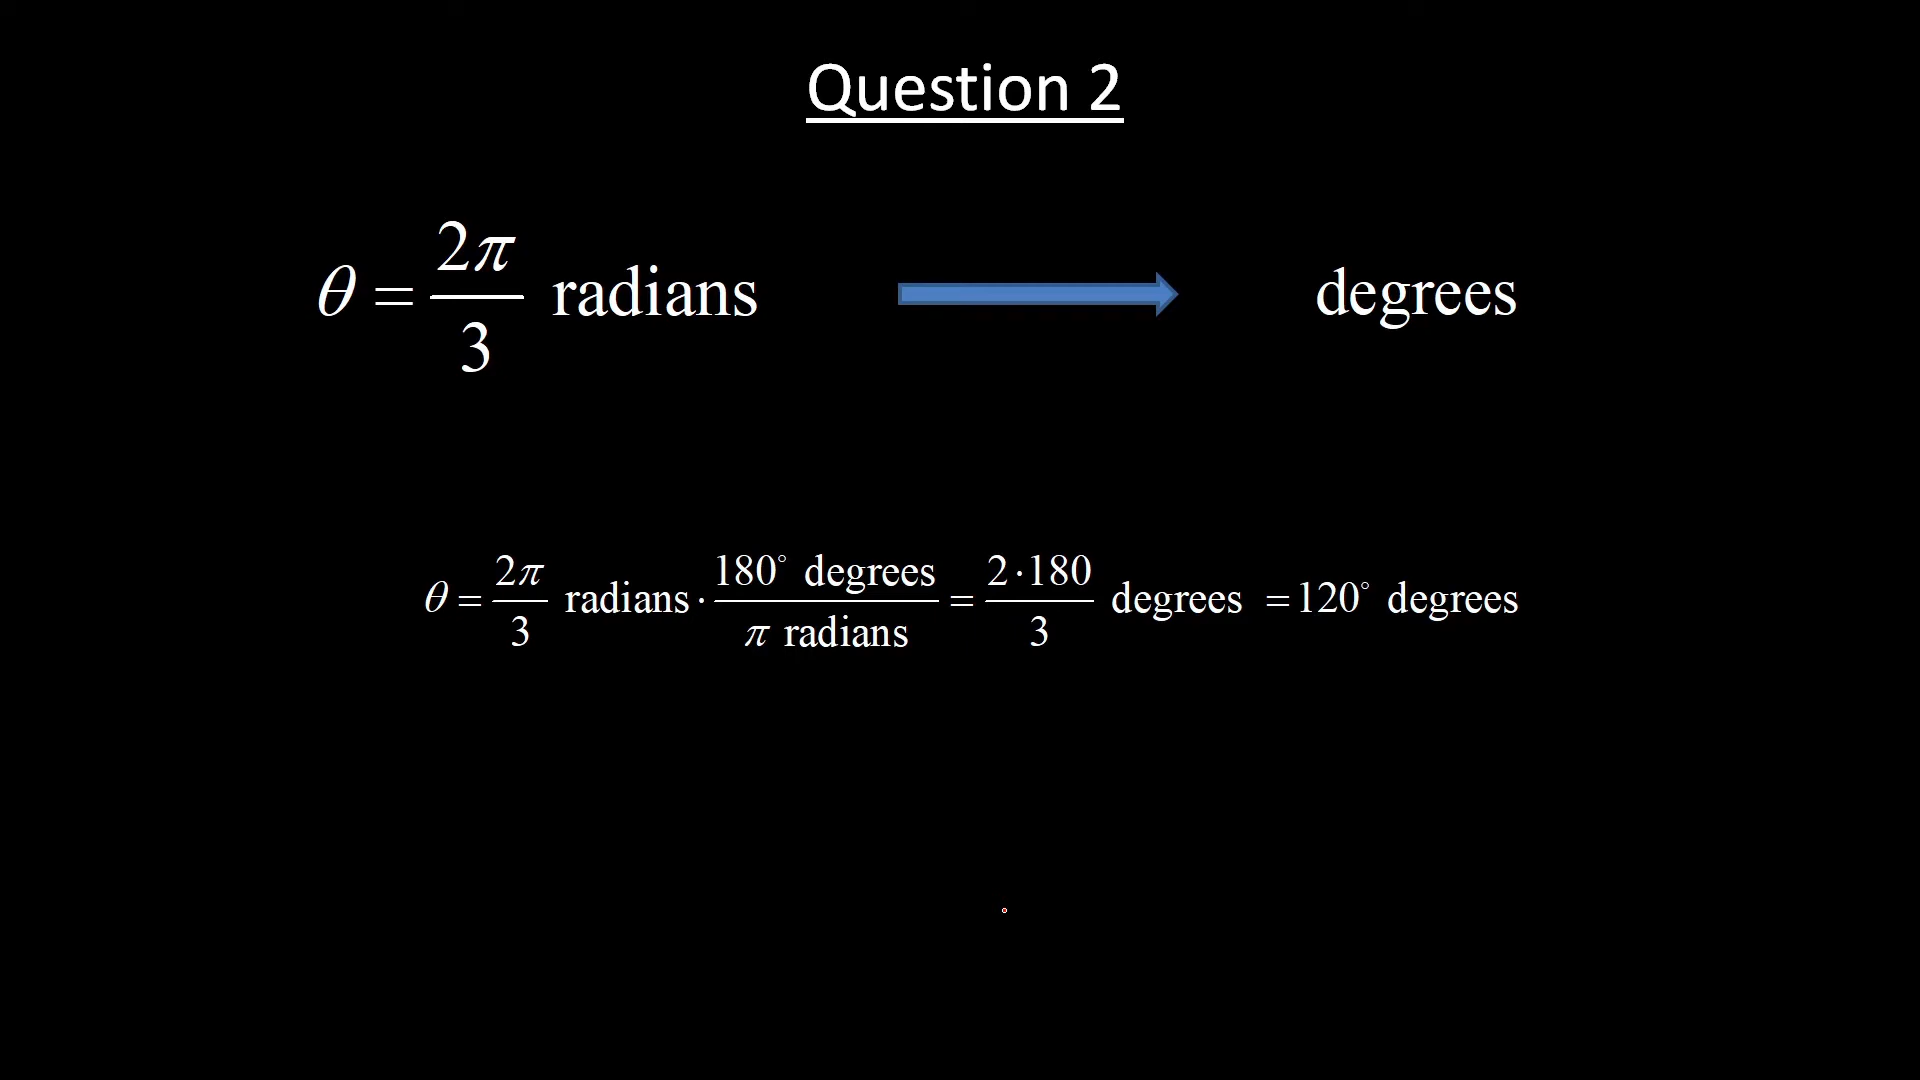 Question 2
θ = 2π/3 radians degrees
θ = 2π/3 radians · 180° degrees/π radians = 2·180/3 degrees = 120° degrees